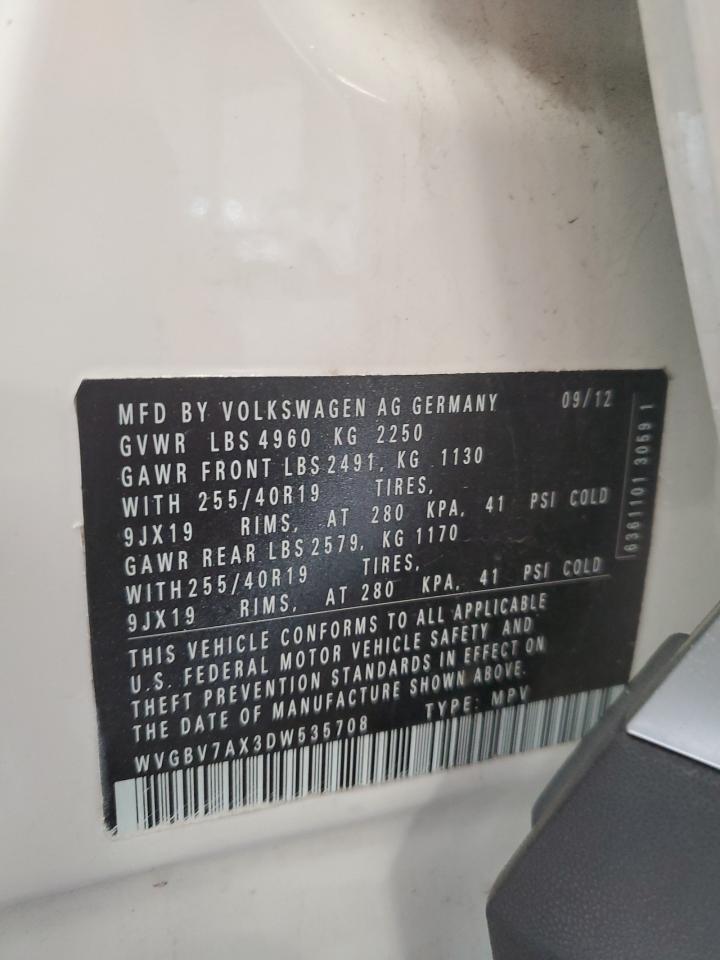 MFD BY VOLKSWAGEN AG GERMANY 09/12
GVWR LBS 4960 KG 2250
GAWR FRONT LBS 2491, KG 1130
WITH 255/40R19 TIRES,
9JX19 RIMS, AT 280 KPA, 41 PSI COLD
GAWR REAR LBS 2579, KG 1170
WITH 255/40R19 TIRES,
9JX19 RIMS, AT 280 KPA, 41 PSI COLD
THIS VEHICLE CONFORMS TO ALL APPLICABLE
U.S. FEDERAL MOTOR VEHICLE SAFETY AND
THEFT PREVENTION STANDARDS IN EFFECT ON
THE DATE OF MANUFACTURE SHOWN ABOVE.
WVGBV7AX3DW535708 TYPE: MPV
6361101 3059 1